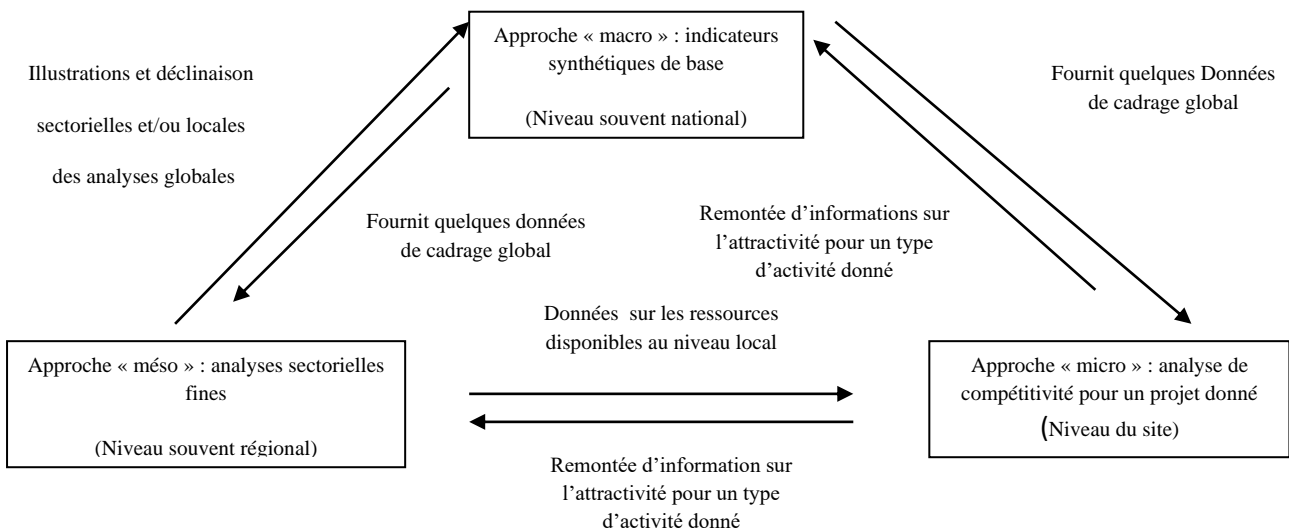 Approche « macro » : indicateurs
synthétiques de base
(Niveau souvent national)
Illustrations et déclinaison
sectorielles et/ou locales
des analyses globales
Fournit quelques Données
de cadrage global
Fournit quelques données
de cadrage global
Remontée d’informations sur
l’attractivité pour un type
d’activité donné
Données sur les ressources
disponibles au niveau local
Approche « méso » : analyses sectorielles
fines
(Niveau souvent régional)
Approche « micro » : analyse de
compétitivité pour un projet donné
(Niveau du site)
Remontée d’information sur
l’attractivité pour un type
d’activité donné